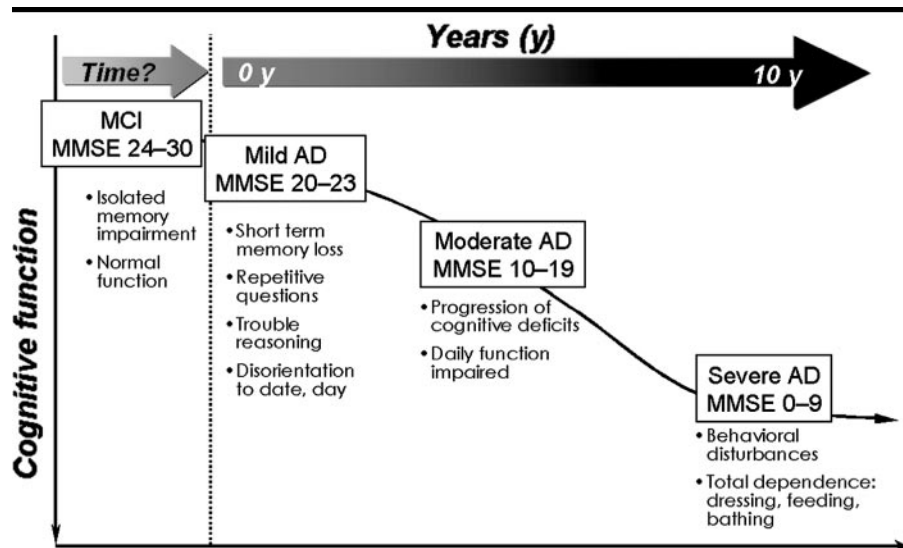 Years (y)
Time?
0 y
10 y
Cognitive function
MCI
MMSE 24–30
• Isolated
memory
impairment
• Normal
function
Mild AD
MMSE 20–23
• Short term
memory loss
• Repetitive
questions
• Trouble
reasoning
• Disorientation
to date, day
Moderate AD
MMSE 10–19
• Progression of
cognitive deficits
• Daily function
impaired
Severe AD
MMSE 0–9
• Behavioral
disturbances
• Total dependence:
dressing, feeding,
bathing